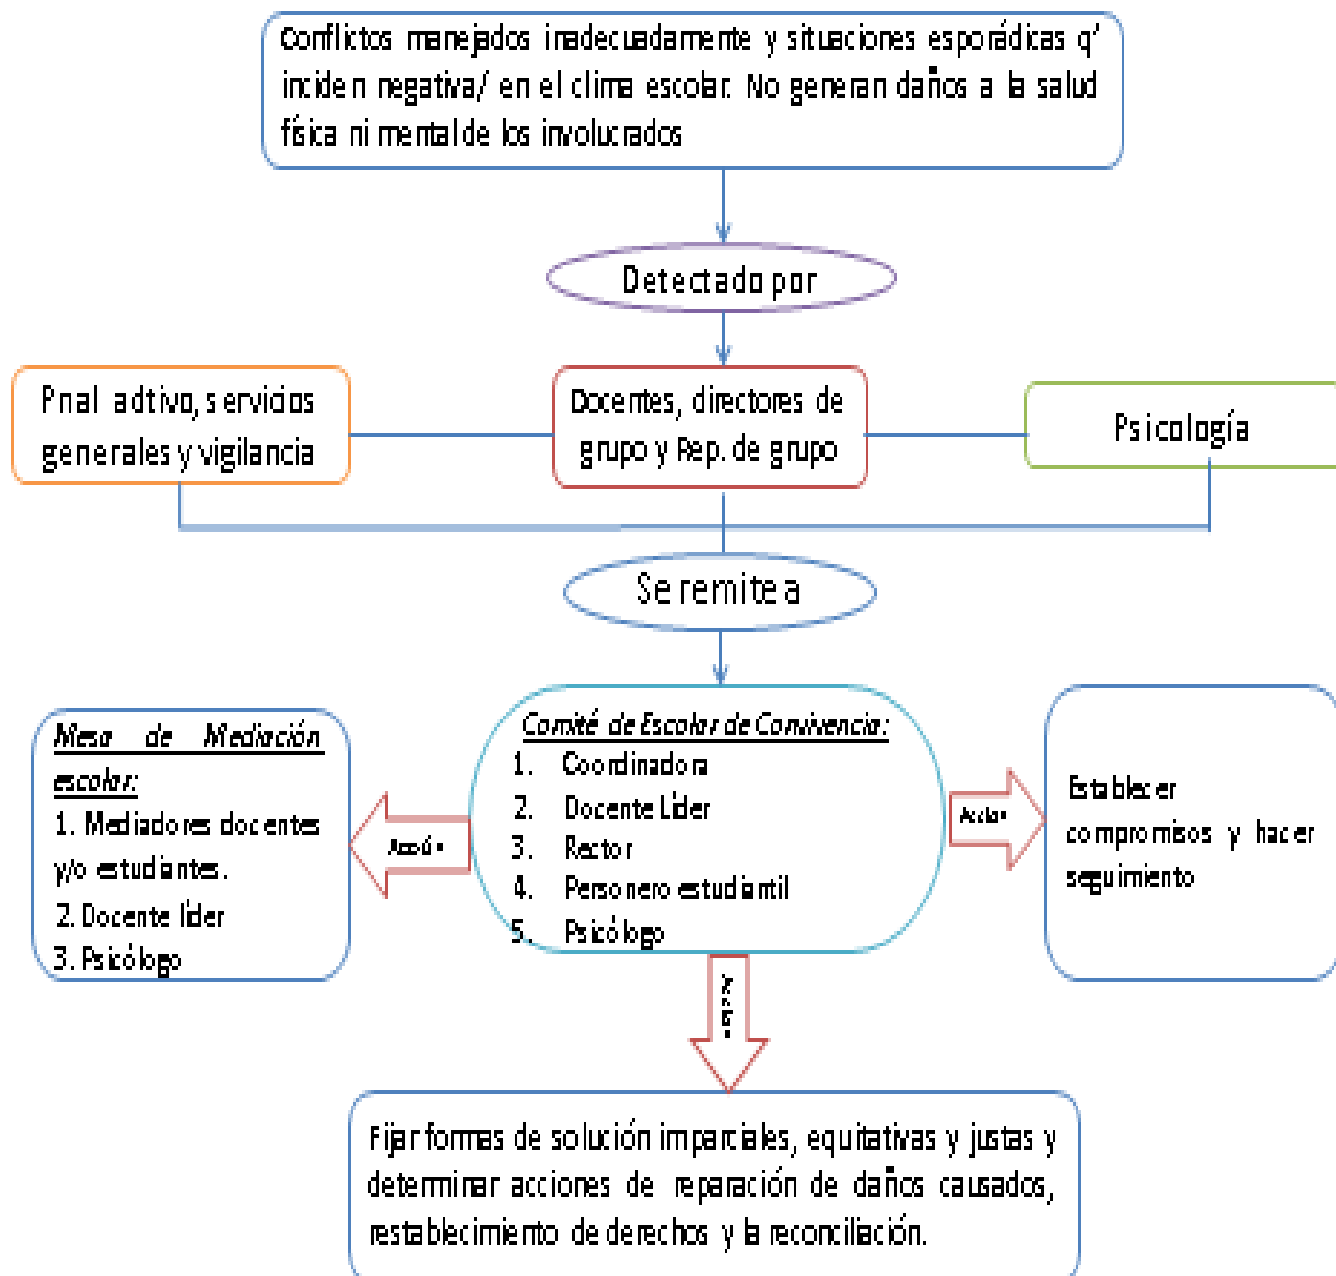 Conflictos manejados inadecuadamente y situaciones esporádicas q'
inciden negativa/ en el clima escolar. No generan daños a la salud
física ni mental de los involucrados
Detectado por
Pnal adtivo, servicios
generales y vigilancia
Docentes, directores de
grupo y Rep. de grupo
Psicología
Se remite a
Mesa de Mediación
escolar:
1. Mediadores docentes
y/o estudiantes.
2. Docente líder
3. Psicólogo
Acción
Comité de Escolar de Convivencia:
1. Coordinadora
2. Docente Líder
3. Rector
4. Personero estudiantil
5. Psicólogo
Acción
Establecer
compromisos y hacer
seguimiento
Acción
Fijar formas de solución imparciales, equitativas y justas y
determinar acciones de reparación de daños causados,
restablecimiento de derechos y la reconciliación.